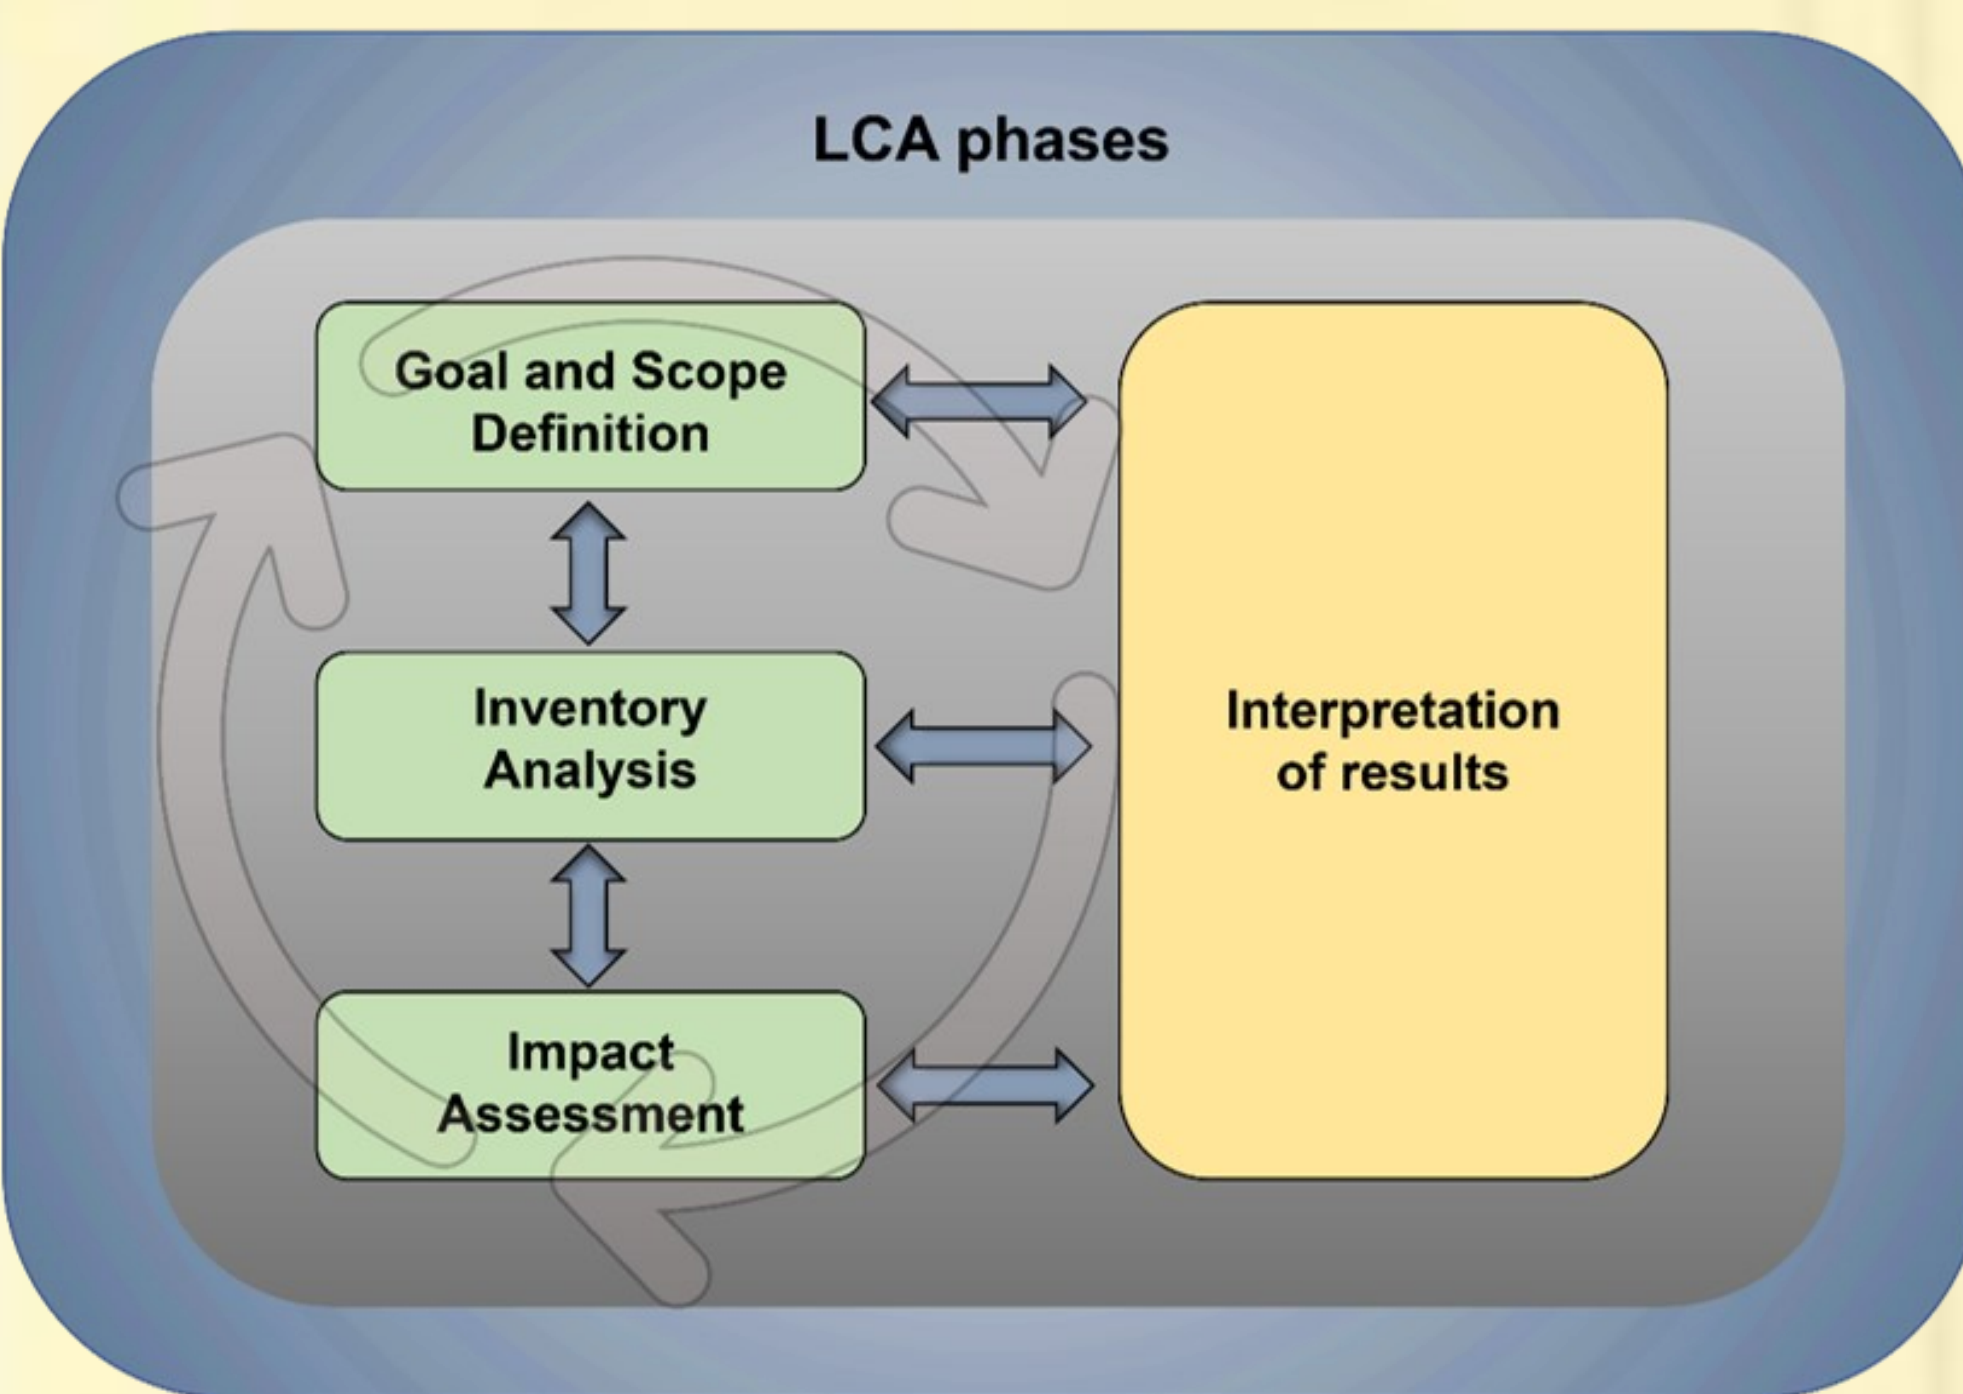 LCA phases
Goal and Scope
Definition
Inventory
Analysis
Impact
Assessment
Interpretation
of results